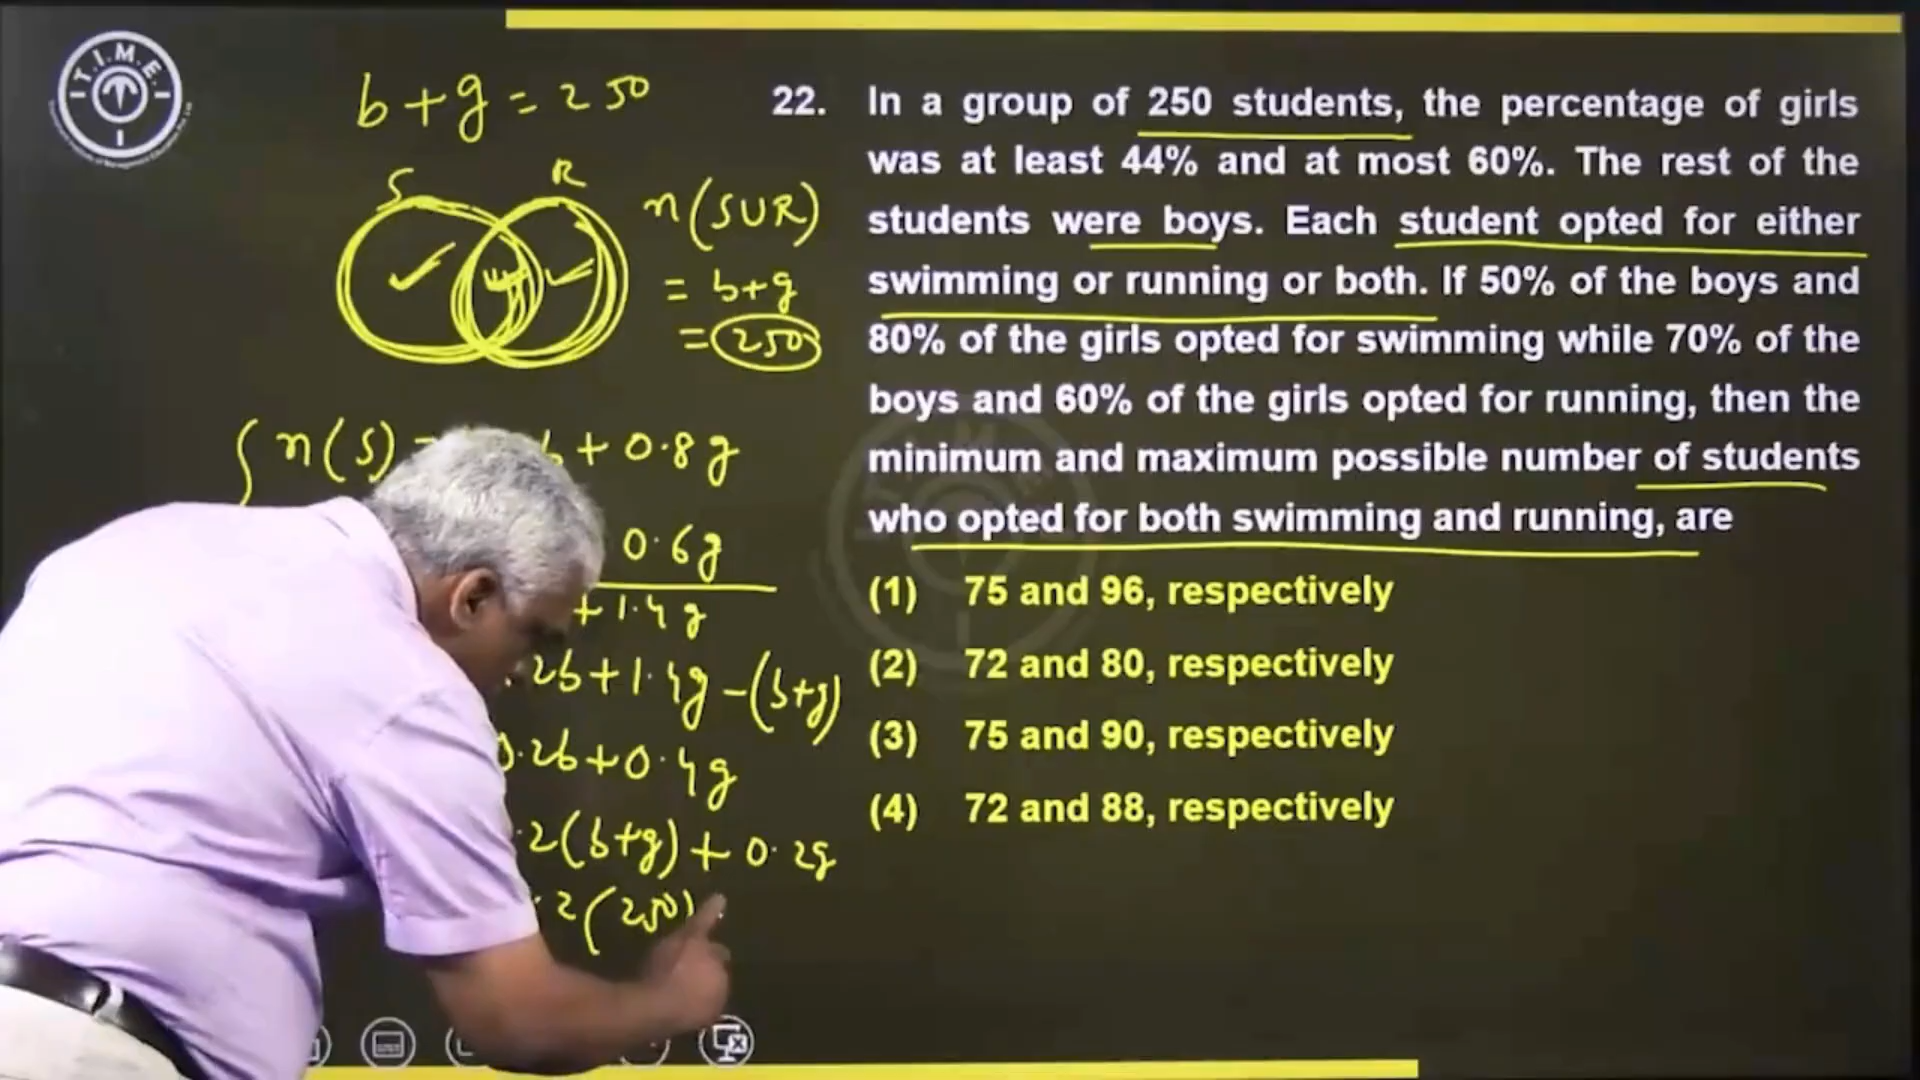 T.I.M.E.
b+g=250
S R
n(SUR)
= b+g
= 250
n(S) = b+0.8g
0.6g
+1.4g
2b+1.4g-(b+g)
0.2b+0.4g
.2(b+g)+0.2g
.2(250)
22. In a group of 250 students, the percentage of girls
was at least 44% and at most 60%. The rest of the
students were boys. Each student opted for either
swimming or running or both. If 50% of the boys and
80% of the girls opted for swimming while 70% of the
boys and 60% of the girls opted for running, then the
minimum and maximum possible number of students
who opted for both swimming and running, are
(1) 75 and 96, respectively
(2) 72 and 80, respectively
(3) 75 and 90, respectively
(4) 72 and 88, respectively